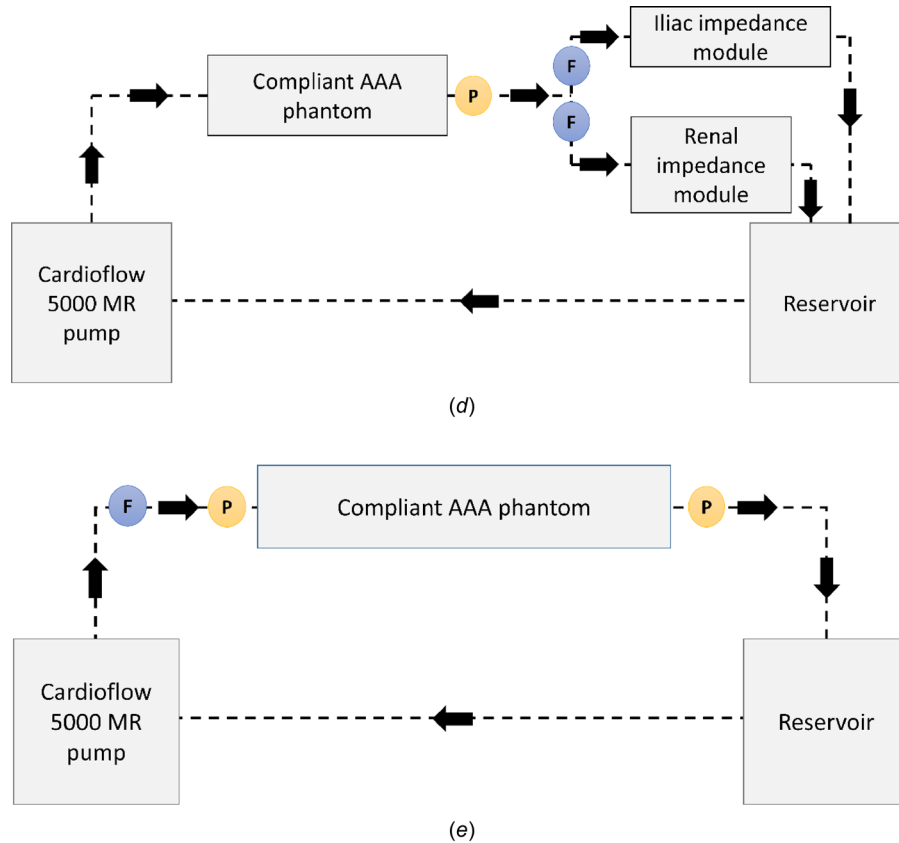 Iliac impedance
module
Compliant AAA
phantom
P
F
F
Renal
impedance
module
Cardioflow
5000 MR
pump
Reservoir
(d)
F
P
Compliant AAA phantom
P
Cardioflow
5000 MR
pump
Reservoir
(e)